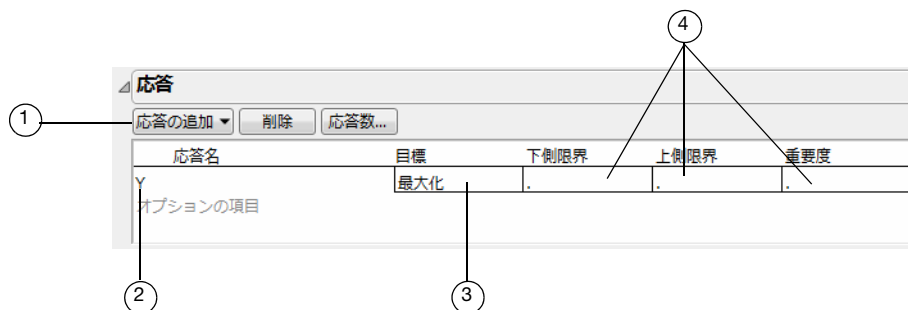 4
応答
1
応答の追加 削除 応答数...
応答名 目標 下側限界 上側限界 重要度
Y 最大化 . . .
オプションの項目
2 3